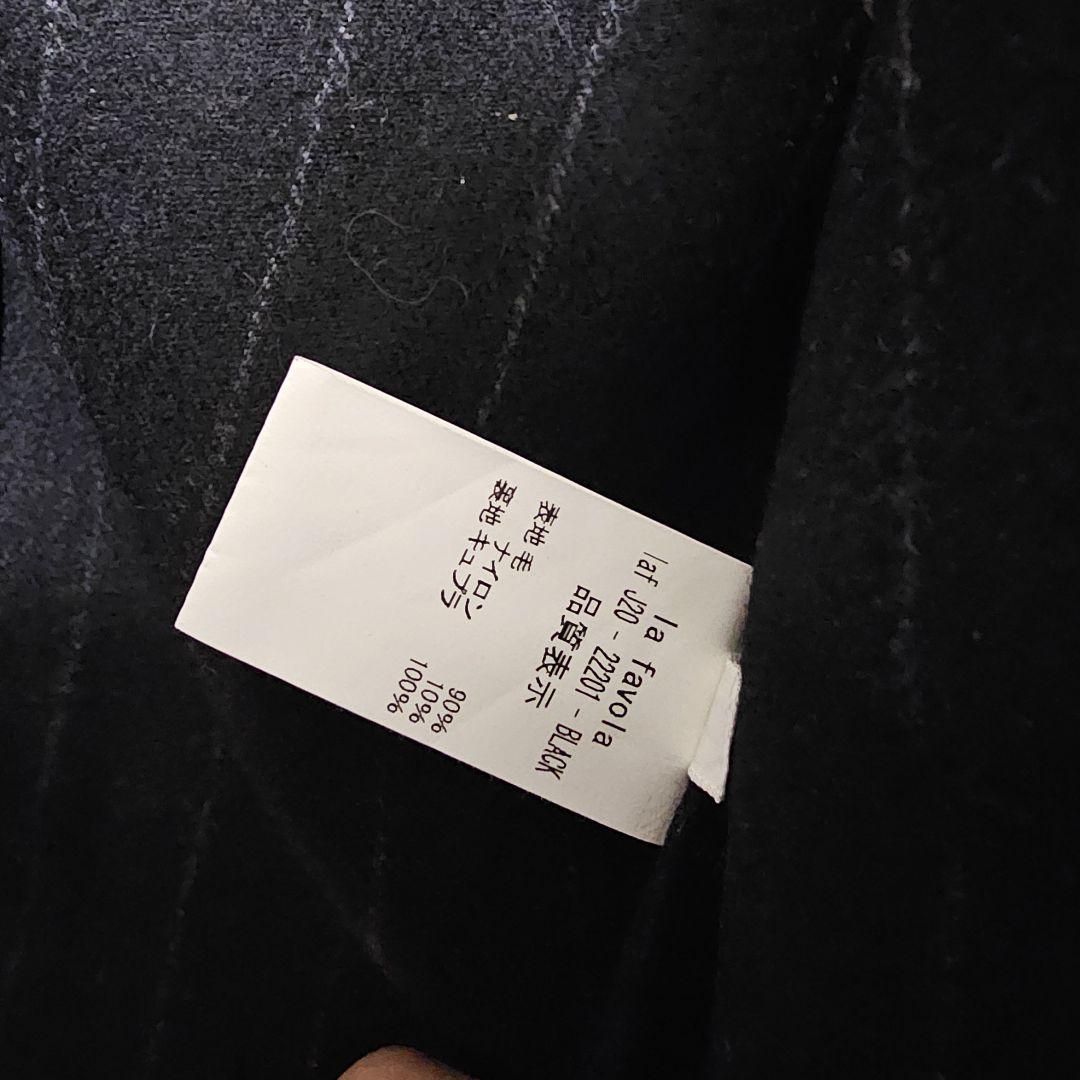 la favola
laf J20 - 22201 - BLACK
品質表示
表地 毛 90%
ナイロン 10%
裏地 キュプラ 100%